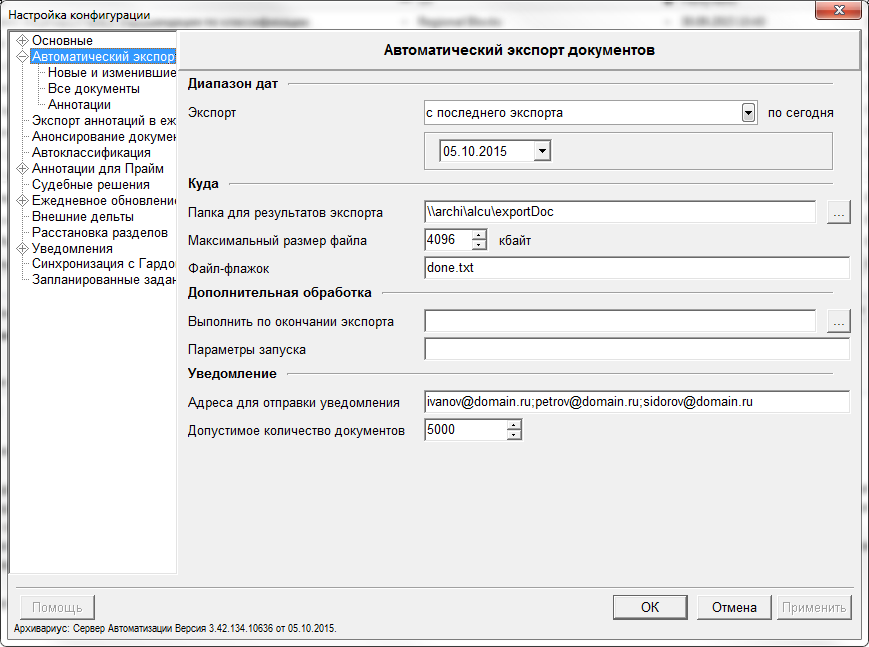 Настройка конфигурации
Regional Blocks
Основные
Автоматический экспорт
Новые и изменившие
Все документы
Аннотации
Экспорт аннотаций в еж
Анонсирование докумен
Автоклассификация
Аннотации для Прайм
Судебные решения
Ежедневное обновление
Внешние дельты
Расстановка разделов
Уведомления
Синхронизация с Гардо
Запланированные задан
Автоматический экспорт документов
Диапазон дат
Экспорт с последнего экспорта по сегодня
05.10.2015
Куда
Папка для результатов экспорта \\archi\alcu\exportDoc ...
Максимальный размер файла 4096 кбайт
Файл-флажок done.txt
Дополнительная обработка
Выполнить по окончании экспорта ...
Параметры запуска
Уведомление
Адреса для отправки уведомления ivanov@domain.ru;petrov@domain.ru;sidorov@domain.ru
Допустимое количество документов 5000
Помощь OK Отмена Применить
Архивариус: Сервер Автоматизации Версия 3.42.134.10636 от 05.10.2015.